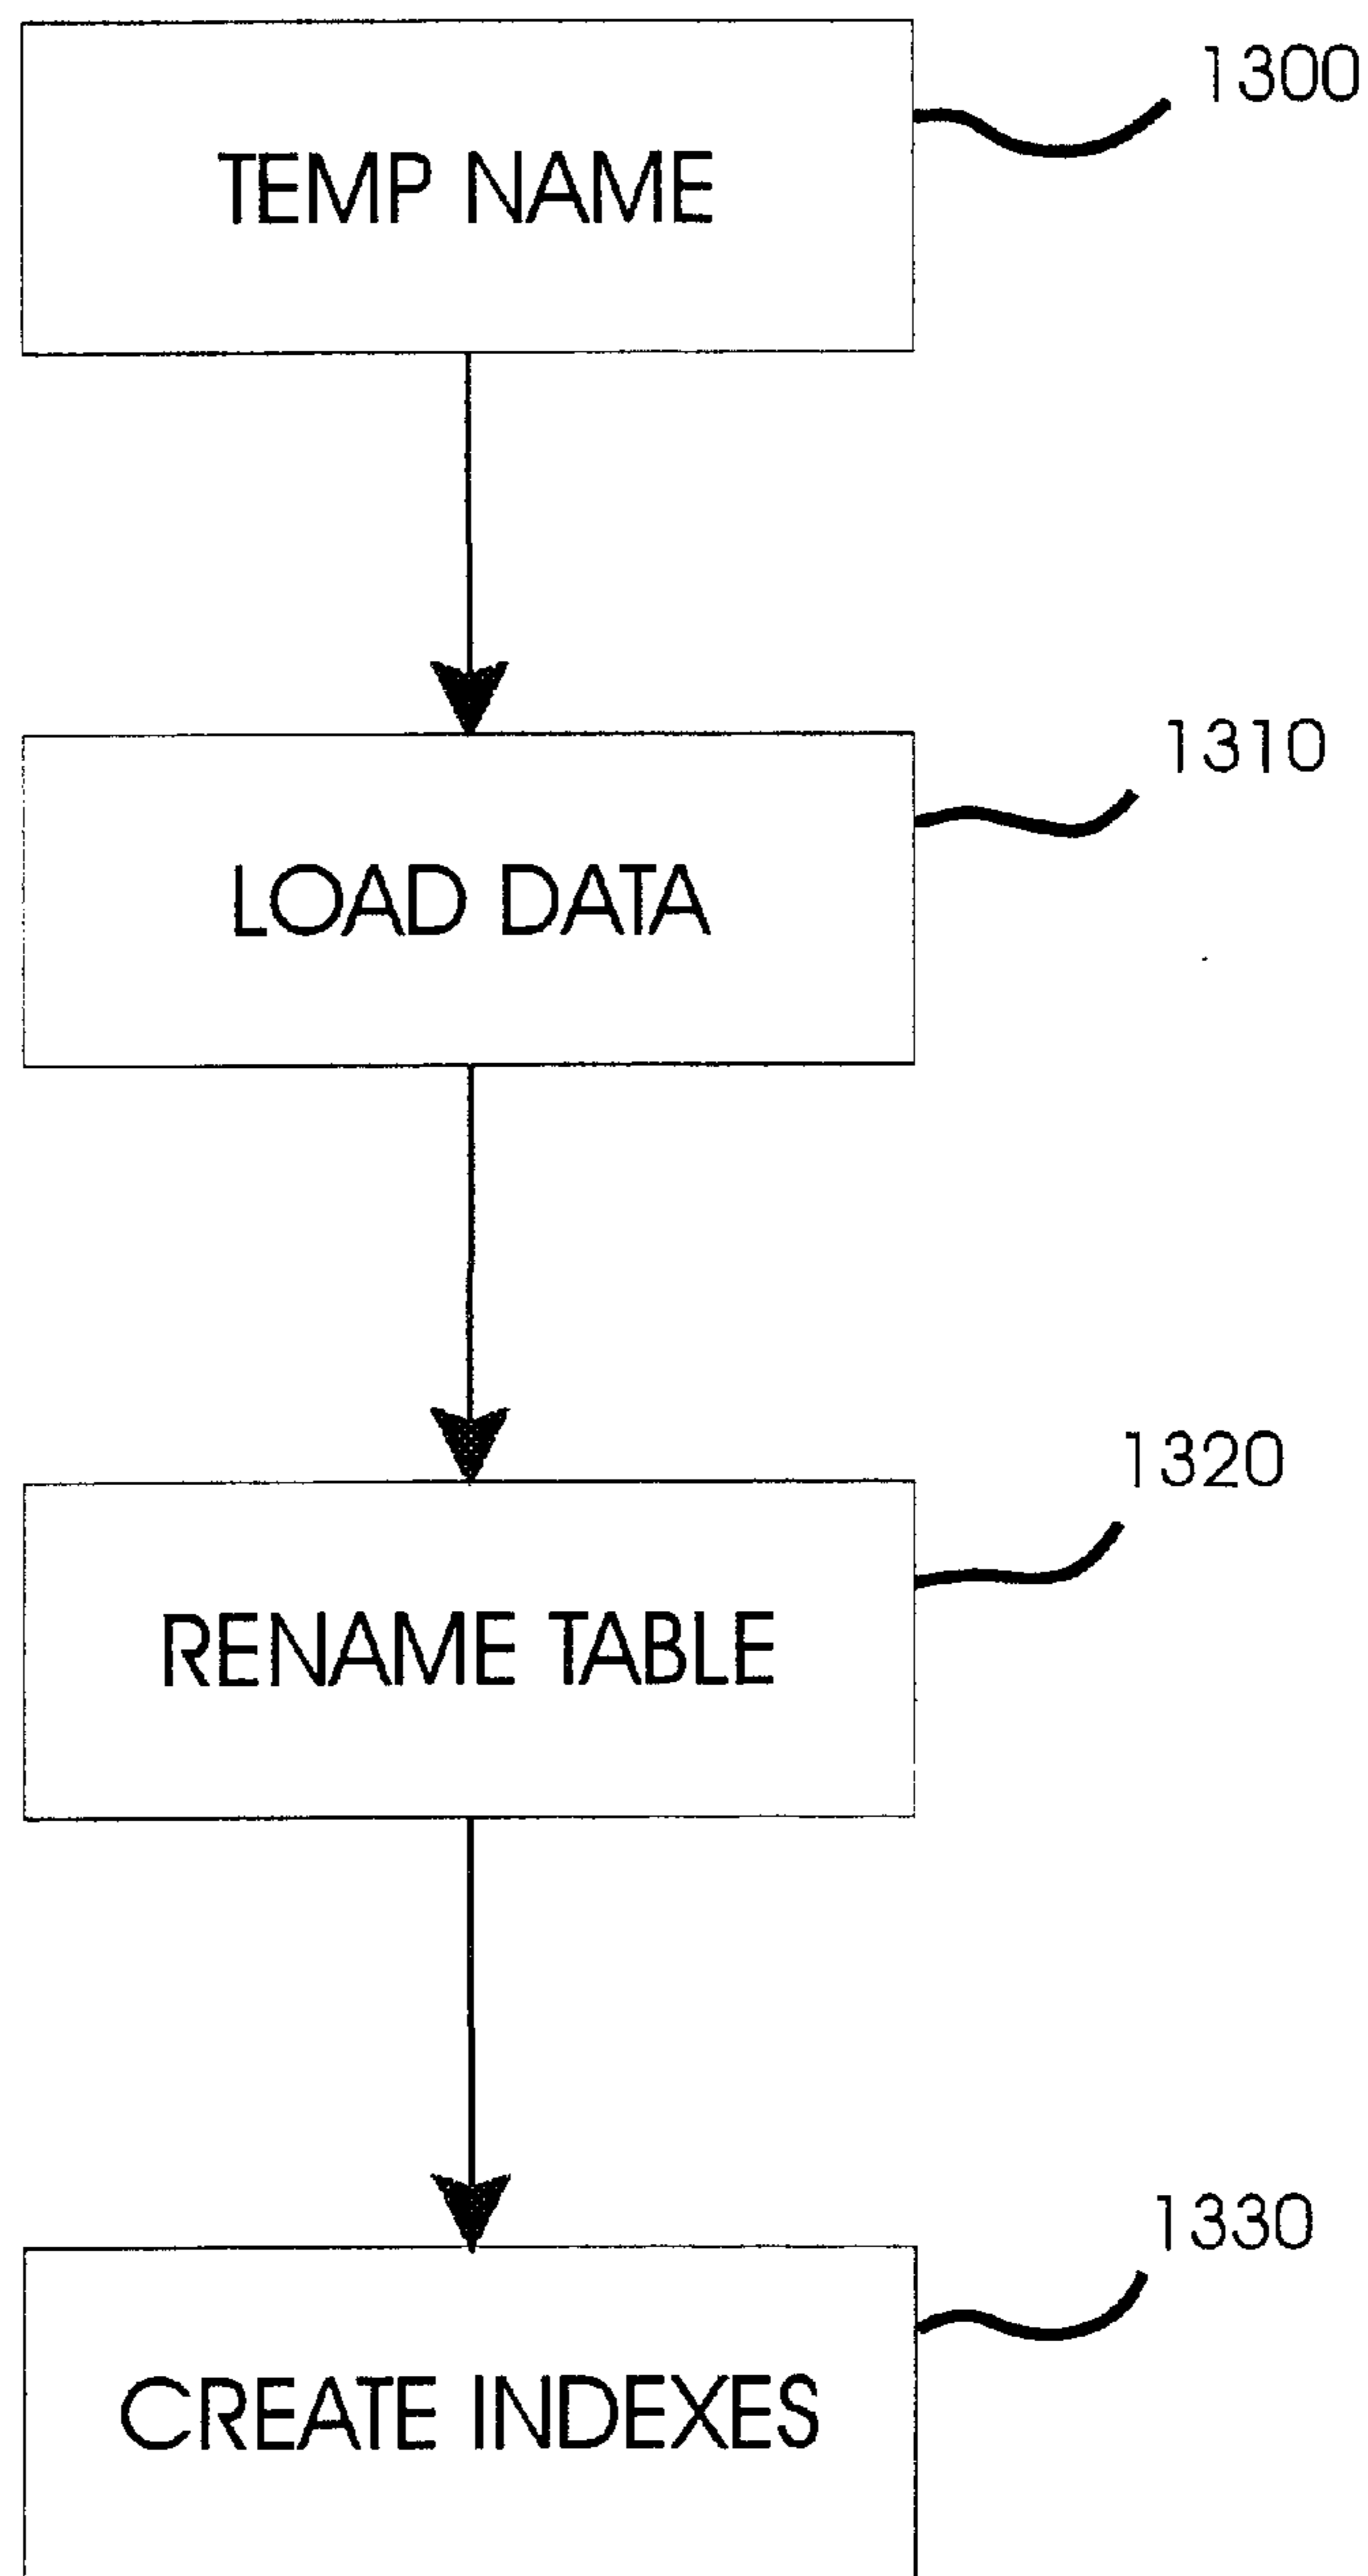 1300
TEMP NAME
1310
LOAD DATA
1320
RENAME TABLE
1330
CREATE INDEXES